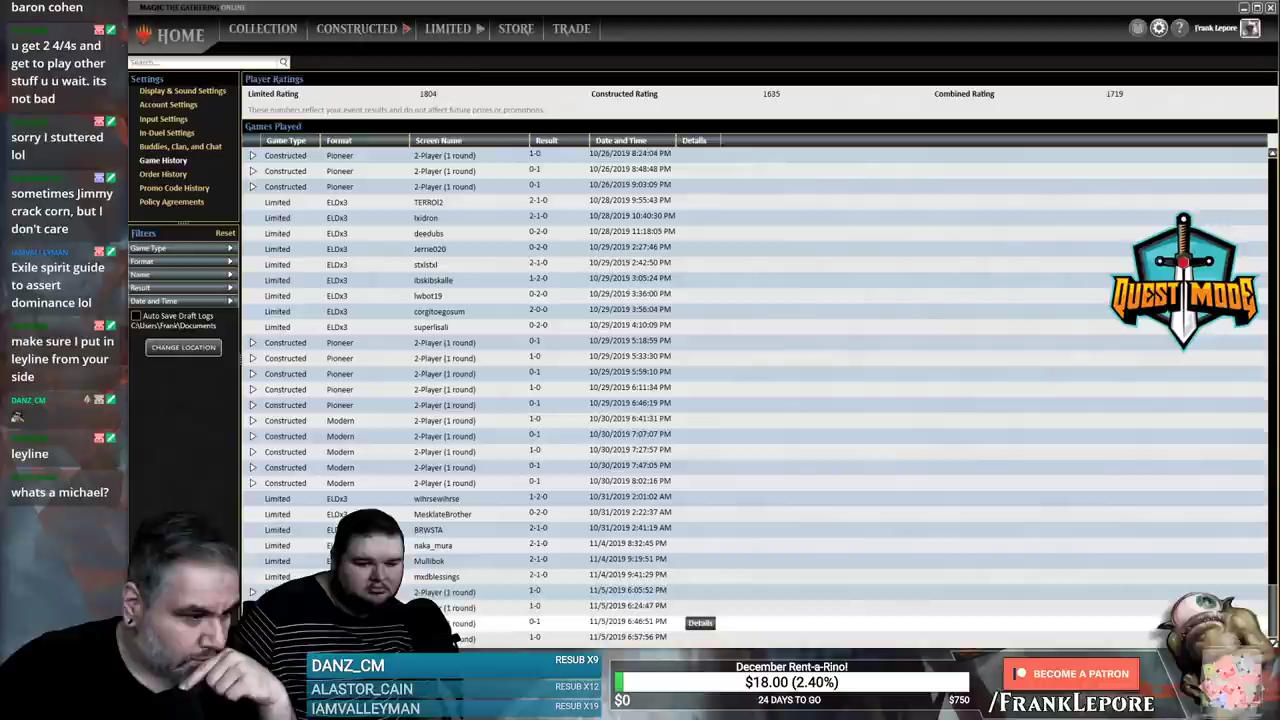 baron cohen
u get 2 4/4s and
get to play other
stuff u u wait. its
not bad
sorry I stuttered
lol
sometimes Jimmy
crack corn, but I
don't care
IAMVALLEYMAN
Exile spirit guide
to assert
dominance lol
make sure I put in
leyline from your
side
DANZ_CM
leyline
whats a michael?
MAGIC THE GATHERING ONLINE
HOME
COLLECTION
CONSTRUCTED
LIMITED
STORE
TRADE
Frank Lepore
Search...
Settings
Display & Sound Settings
Account Settings
Input Settings
In-Duel Settings
Buddies, Clan, and Chat
Game History
Order History
Promo Code History
Policy Agreements
Filters Reset
Game Type
Format
Name
Result
Date and Time
Auto Save Draft Logs
C:\Users\Frank\Documents
CHANGE LOCATION
Player Ratings
Limited Rating 1804 Constructed Rating 1635 Combined Rating 1719
These numbers reflect your event results and do not affect future prizes or promotions.
Games Played
Game Type Format Screen Name Result Date and Time Details
Constructed Pioneer 2-Player (1 round) 1-0 10/26/2019 8:24:04 PM
Constructed Pioneer 2-Player (1 round) 0-1 10/26/2019 8:48:48 PM
Constructed Pioneer 2-Player (1 round) 0-1 10/26/2019 9:03:09 PM
Limited ELDx3 TERROI2 2-1-0 10/28/2019 9:55:43 PM
Limited ELDx3 Ixidron 2-1-0 10/28/2019 10:40:30 PM
Limited ELDx3 deedubs 0-2-0 10/28/2019 11:18:05 PM
Limited ELDx3 Jerrie020 0-2-0 10/29/2019 2:27:46 PM
Limited ELDx3 stxlstxl 2-1-0 10/29/2019 2:42:50 PM
Limited ELDx3 ibskibskalle 1-2-0 10/29/2019 3:05:24 PM
Limited ELDx3 lwbot19 0-2-0 10/29/2019 3:36:00 PM
Limited ELDx3 corgitoegosum 2-0-0 10/29/2019 3:56:04 PM
Limited ELDx3 superlisali 0-2-0 10/29/2019 4:10:09 PM
Constructed Pioneer 2-Player (1 round) 0-1 10/29/2019 5:18:59 PM
Constructed Pioneer 2-Player (1 round) 1-0 10/29/2019 5:33:30 PM
Constructed Pioneer 2-Player (1 round) 0-1 10/29/2019 5:59:10 PM
Constructed Pioneer 2-Player (1 round) 1-0 10/29/2019 6:11:34 PM
Constructed Pioneer 2-Player (1 round) 0-1 10/29/2019 6:46:19 PM
Constructed Modern 2-Player (1 round) 1-0 10/30/2019 6:41:31 PM
Constructed Modern 2-Player (1 round) 0-1 10/30/2019 7:07:07 PM
Constructed Modern 2-Player (1 round) 1-0 10/30/2019 7:27:57 PM
Constructed Modern 2-Player (1 round) 0-1 10/30/2019 7:47:05 PM
Constructed Modern 2-Player (1 round) 0-1 10/30/2019 8:02:16 PM
Limited ELDx3 wihrsewihrse 1-2-0 10/31/2019 2:01:02 AM
Limited MesklateBrother 0-2-0 10/31/2019 2:22:37 AM
Limited BRWSTA 2-1-0 10/31/2019 2:41:19 AM
Limited naka_mura 2-1-0 11/4/2019 8:32:45 PM
Limited Mullibok 2-1-0 11/4/2019 9:19:51 PM
Limited mxdblessings 2-1-0 11/4/2019 9:41:29 PM
2-Player (1 round) 1-0 11/5/2019 6:05:52 PM
(1 round) 1-0 11/5/2019 6:24:47 PM
round) 0-1 11/5/2019 6:46:51 PM Details
round) 1-0 11/5/2019 6:57:56 PM
QUEST MODE
DANZ_CM RESUB X9
ALASTOR_CAIN RESUB X12
IAMVALLEYMAN RESUB X19
December Rent-a-Rino!
$18.00 (2.40%)
$0 24 DAYS TO GO $750
BECOME A PATRON
/FRANKLEPORE